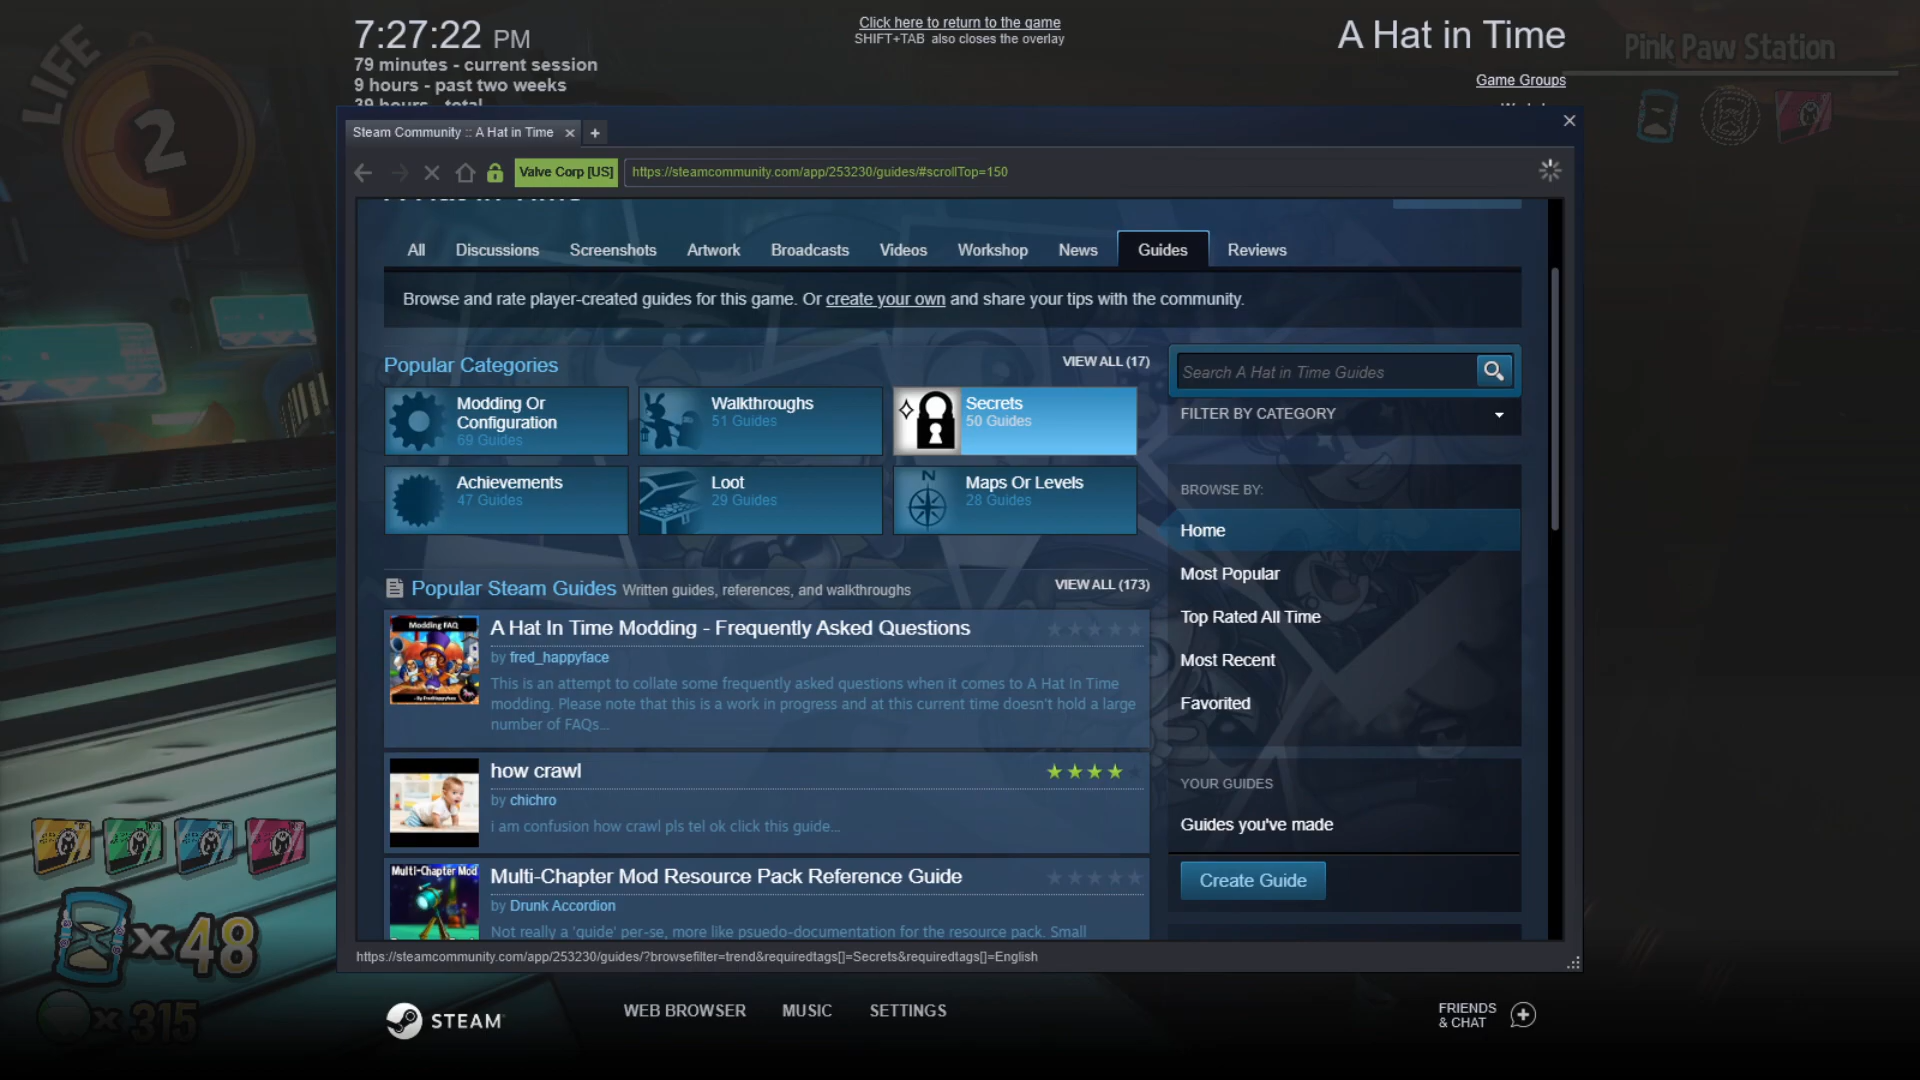 LIFE
2
7:27:22 PM
79 minutes - current session
9 hours - past two weeks
39 hours - total
Click here to return to the game
SHIFT+TAB also closes the overlay
A Hat in Time
Game Groups
Pink Paw Station
Steam Community :: A Hat in Time
Valve Corp [US]
https://steamcommunity.com/app/253230/guides/#scrollTop=150
A Hat in Time
All Discussions Screenshots Artwork Broadcasts Videos Workshop News Guides Reviews
Browse and rate player-created guides for this game. Or create your own and share your tips with the community.
Popular Categories
VIEW ALL (17)
Modding Or
Configuration
69 Guides
Walkthroughs
51 Guides
Secrets
50 Guides
Achievements
47 Guides
Loot
29 Guides
N
Maps Or Levels
28 Guides
Search A Hat in Time Guides
FILTER BY CATEGORY
BROWSE BY:
Home
Most Popular
Top Rated All Time
Most Recent
Favorited
YOUR GUIDES
Guides you've made
Create Guide
Popular Steam Guides Written guides, references, and walkthroughs
VIEW ALL (173)
Modding FAQ
A Hat In Time Modding - Frequently Asked Questions
by fred_happyface
This is an attempt to collate some frequently asked questions when it comes to A Hat In Time
modding. Please note that this is a work in progress and at this current time doesn't hold a large
number of FAQs...
how crawl
by chichro
i am confusion how crawl pls tel ok click this guide...
Multi-Chapter Mod
Multi-Chapter Mod Resource Pack Reference Guide
by Drunk Accordion
Not really a 'guide' per-se, more like psuedo-documentation for the resource pack. Small
https://steamcommunity.com/app/253230/guides/?browsefilter=trend&requiredtags[]=Secrets&requiredtags[]=English
x 48
x 315
STEAM
WEB BROWSER MUSIC SETTINGS
FRIENDS
& CHAT